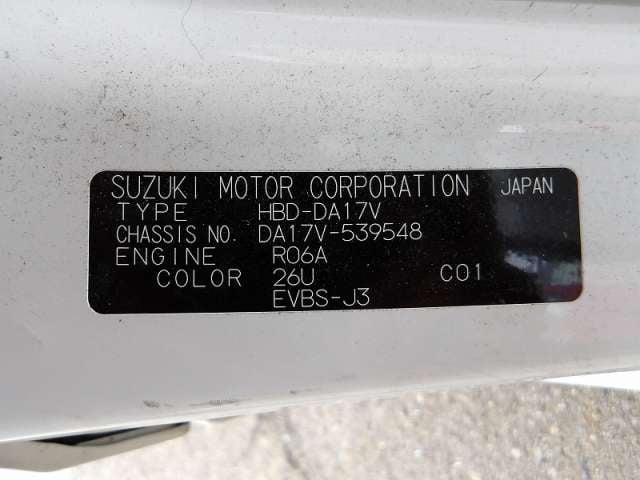 SUZUKI MOTOR CORPORATION JAPAN
TYPE HBD-DA17V
CHASSIS NO. DA17V-539548
ENGINE R06A
COLOR 26U C01
EVBS-J3